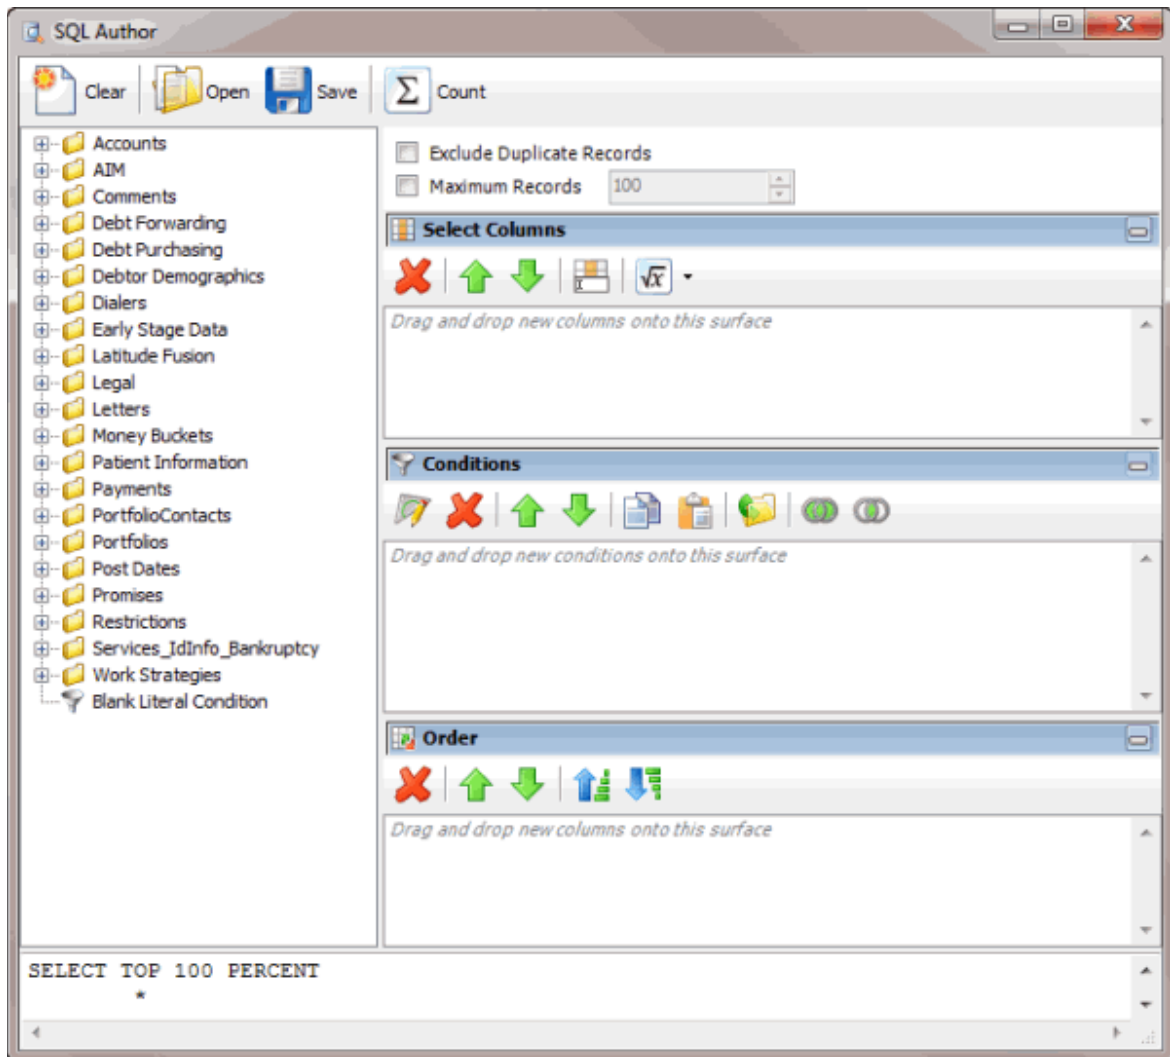 SQL Author
Clear Open Save Count
Accounts
AIM
Comments
Debt Forwarding
Debt Purchasing
Debtor Demographics
Dialers
Early Stage Data
Latitude Fusion
Legal
Letters
Money Buckets
Patient Information
Payments
PortfolioContacts
Portfolios
Post Dates
Promises
Restrictions
Services_IdInfo_Bankruptcy
Work Strategies
Blank Literal Condition
Exclude Duplicate Records
Maximum Records 100
Select Columns
Drag and drop new columns onto this surface
Conditions
Drag and drop new conditions onto this surface
Order
Drag and drop new columns onto this surface
SELECT TOP 100 PERCENT
*